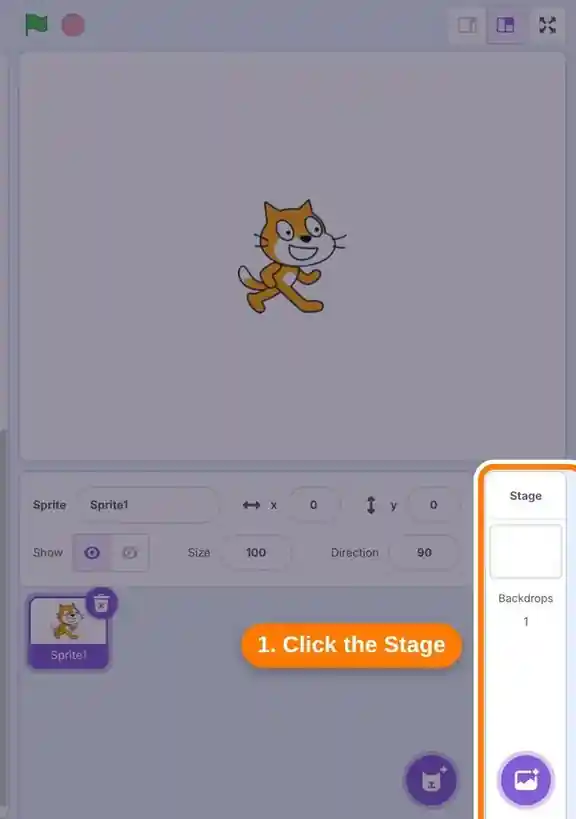 Sprite Sprite1 x 0 y 0
Stage
Show Size 100 Direction 90
Backdrops
1
Sprite1
1. Click the Stage